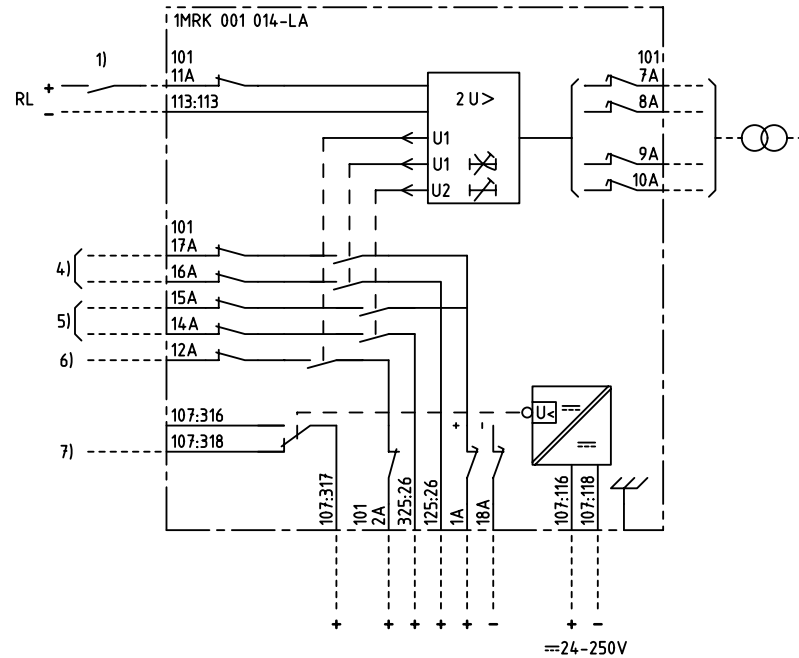 1MRK 001 014-LA
1)
101
101
11A
7A
RL
+
113:113
2U>
8A
-
U1
U1
9A
U2
10A
101
17A
4)
16A
15A
5)
14A
6)
12A
107:316
U<
7)
107:318
+
-
107:317
101
2A
325:26
125:26
1A
18A
107:116
107:118
+ + + + + - + -
24-250V